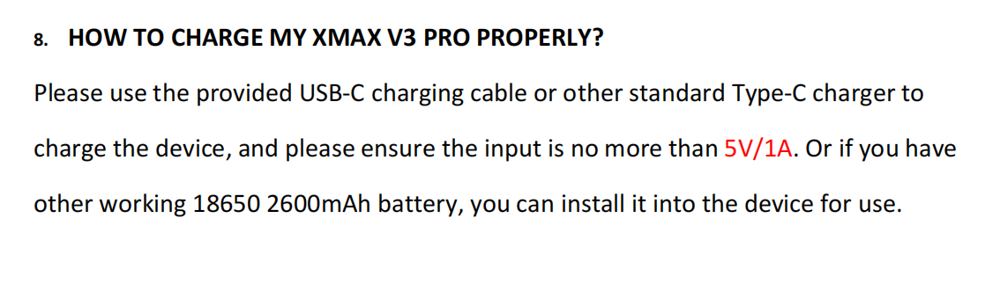 8. HOW TO CHARGE MY XMAX V3 PRO PROPERLY?
Please use the provided USB-C charging cable or other standard Type-C charger to
charge the device, and please ensure the input is no more than 5V/1A. Or if you have
other working 18650 2600mAh battery, you can install it into the device for use.